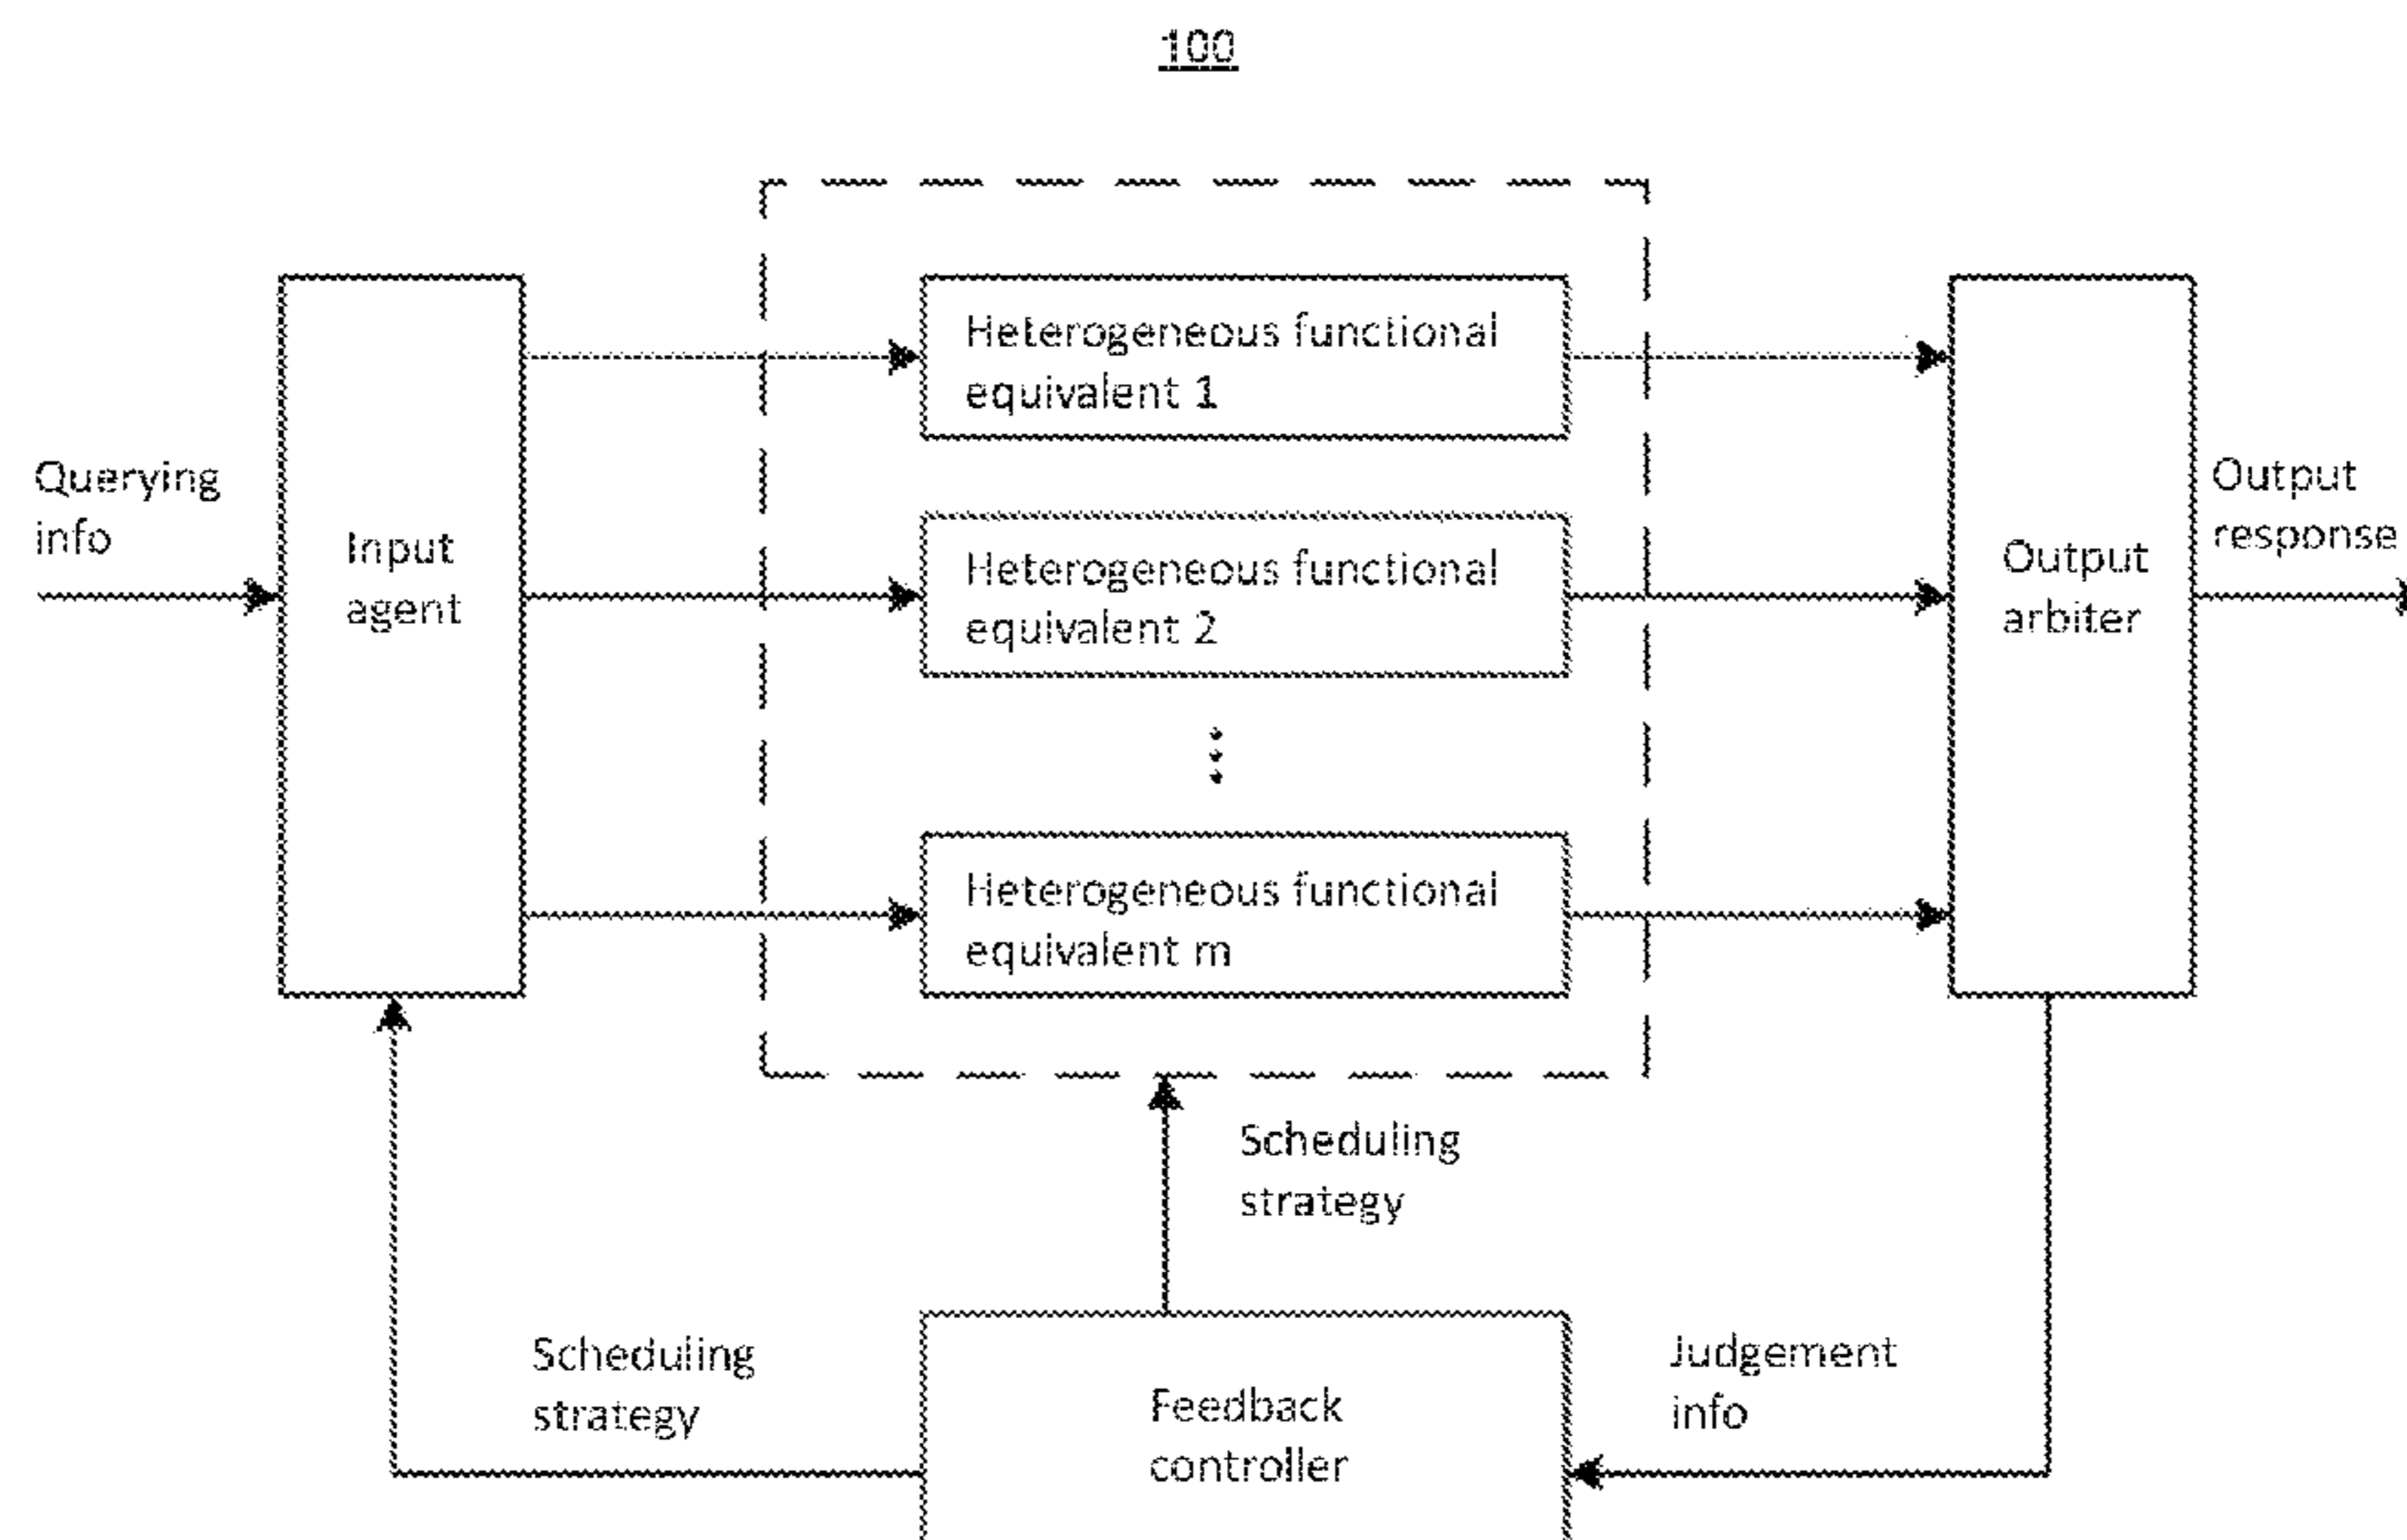 100
Heterogeneous functional
equivalent 1
Querying
info
Input
agent
Heterogeneous functional
equivalent 2
Output
arbiter
Output
response
Heterogeneous functional
equivalent m
Scheduling
strategy
Scheduling
strategy
Feedback
controller
Judgement
info